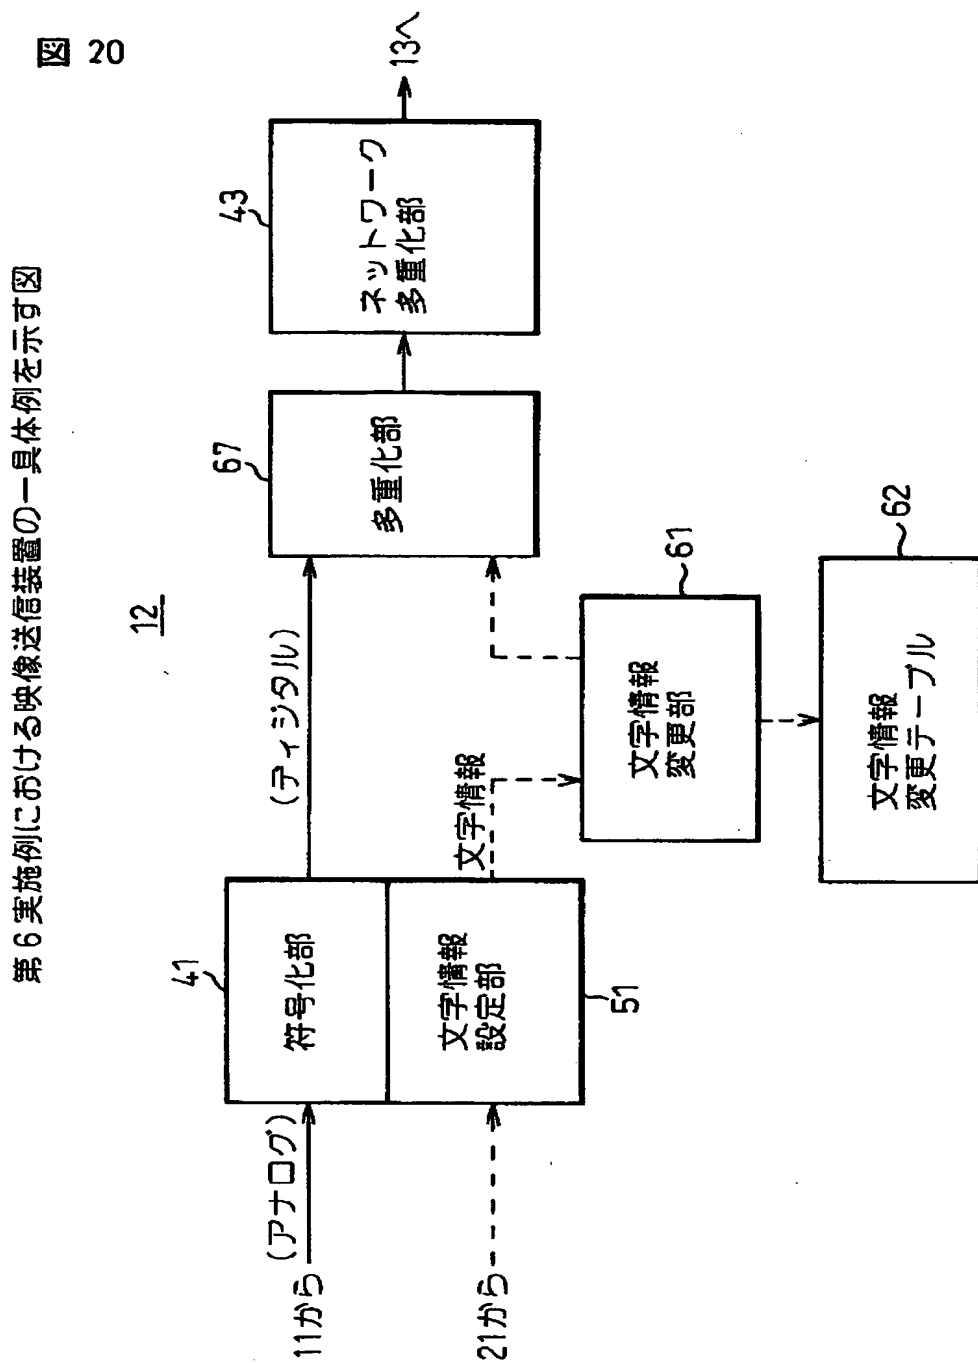 図 20
第6実施例における映像送信装置の一具体例を示す図
12
11から
(アナログ)
41
符号化部
(ディジタル)
67
多重化部
43
ネットワーク
多重化部
13へ
21から
文字情報
設定部
51
文字情報
文字情報
変更部
61
文字情報
変更テーブル
62